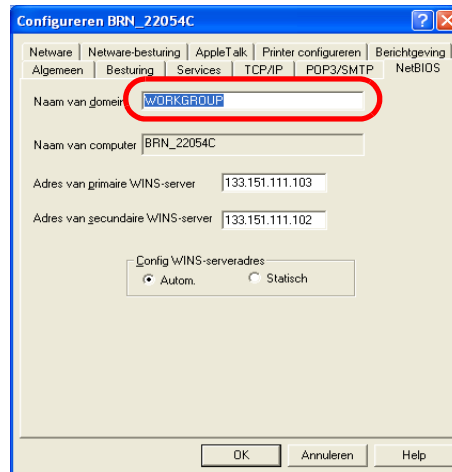 Configureren BRN_22054C
Netware Netware-besturing AppleTalk Printer configureren Berichtgeving
Algemeen Besturing Services TCP/IP POP3/SMTP NetBIOS
Naam van domein WORKGROUP
Naam van computer BRN_22054C
Adres van primaire WINS-server 133.151.111.103
Adres van secundaire WINS-server 133.151.111.102
Config WINS-serveradres
Autom. Statisch
OK Annuleren Help